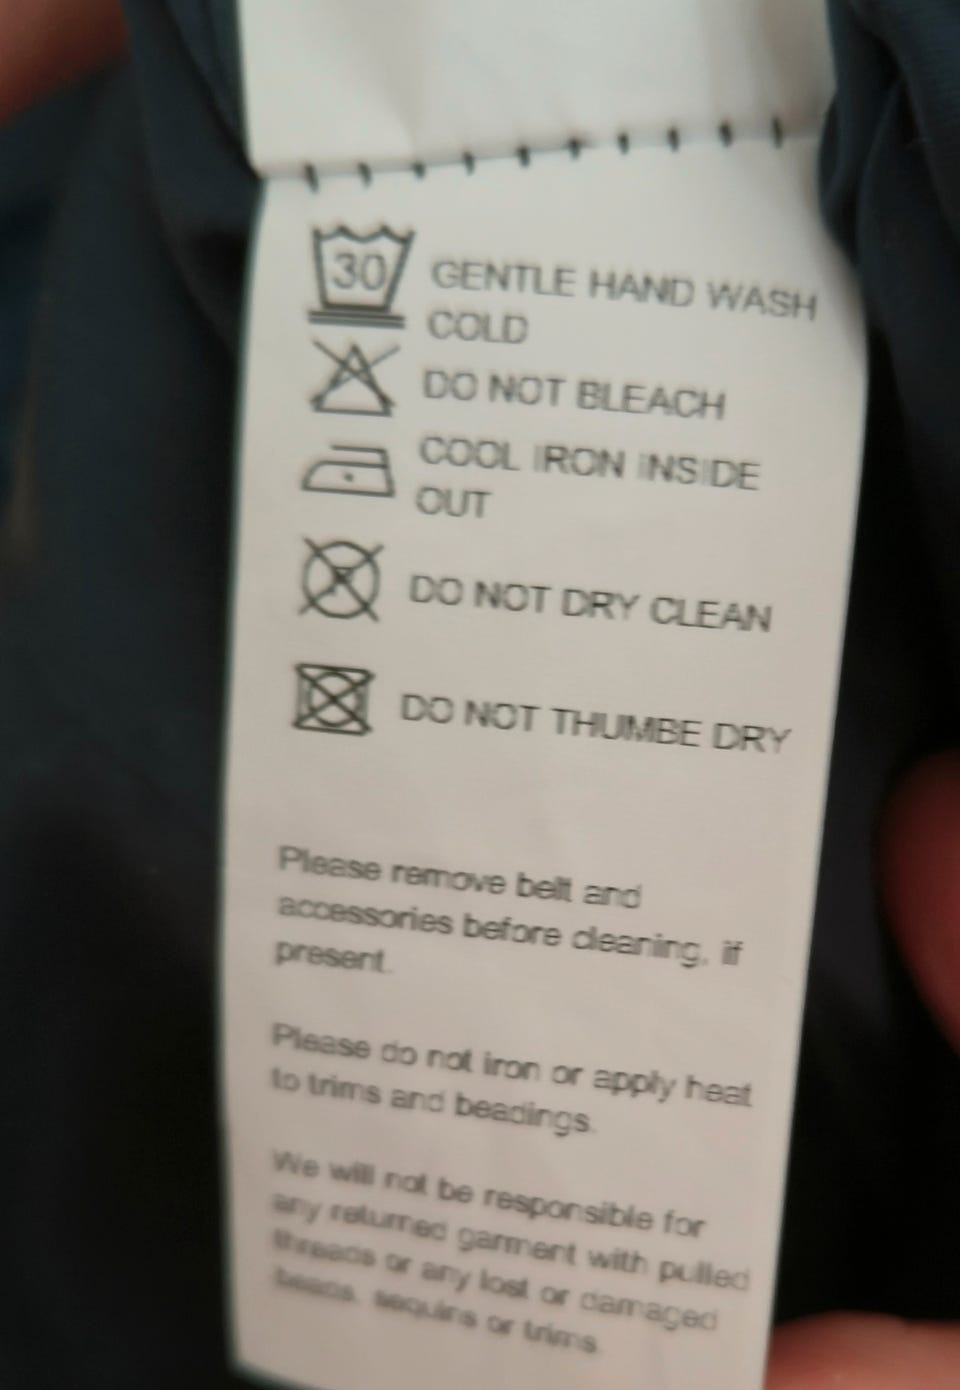 30 GENTLE HAND WASH
COLD
DO NOT BLEACH
COOL IRON INSIDE
OUT
DO NOT DRY CLEAN
DO NOT THUMBE DRY
Please remove belt and
accessories before cleaning, if
present.
Please do not iron or apply heat
to trims and beadings.
We will not be responsible for
any returned garment with pulled
threads or any lost or damaged
beads, sequins or trims.